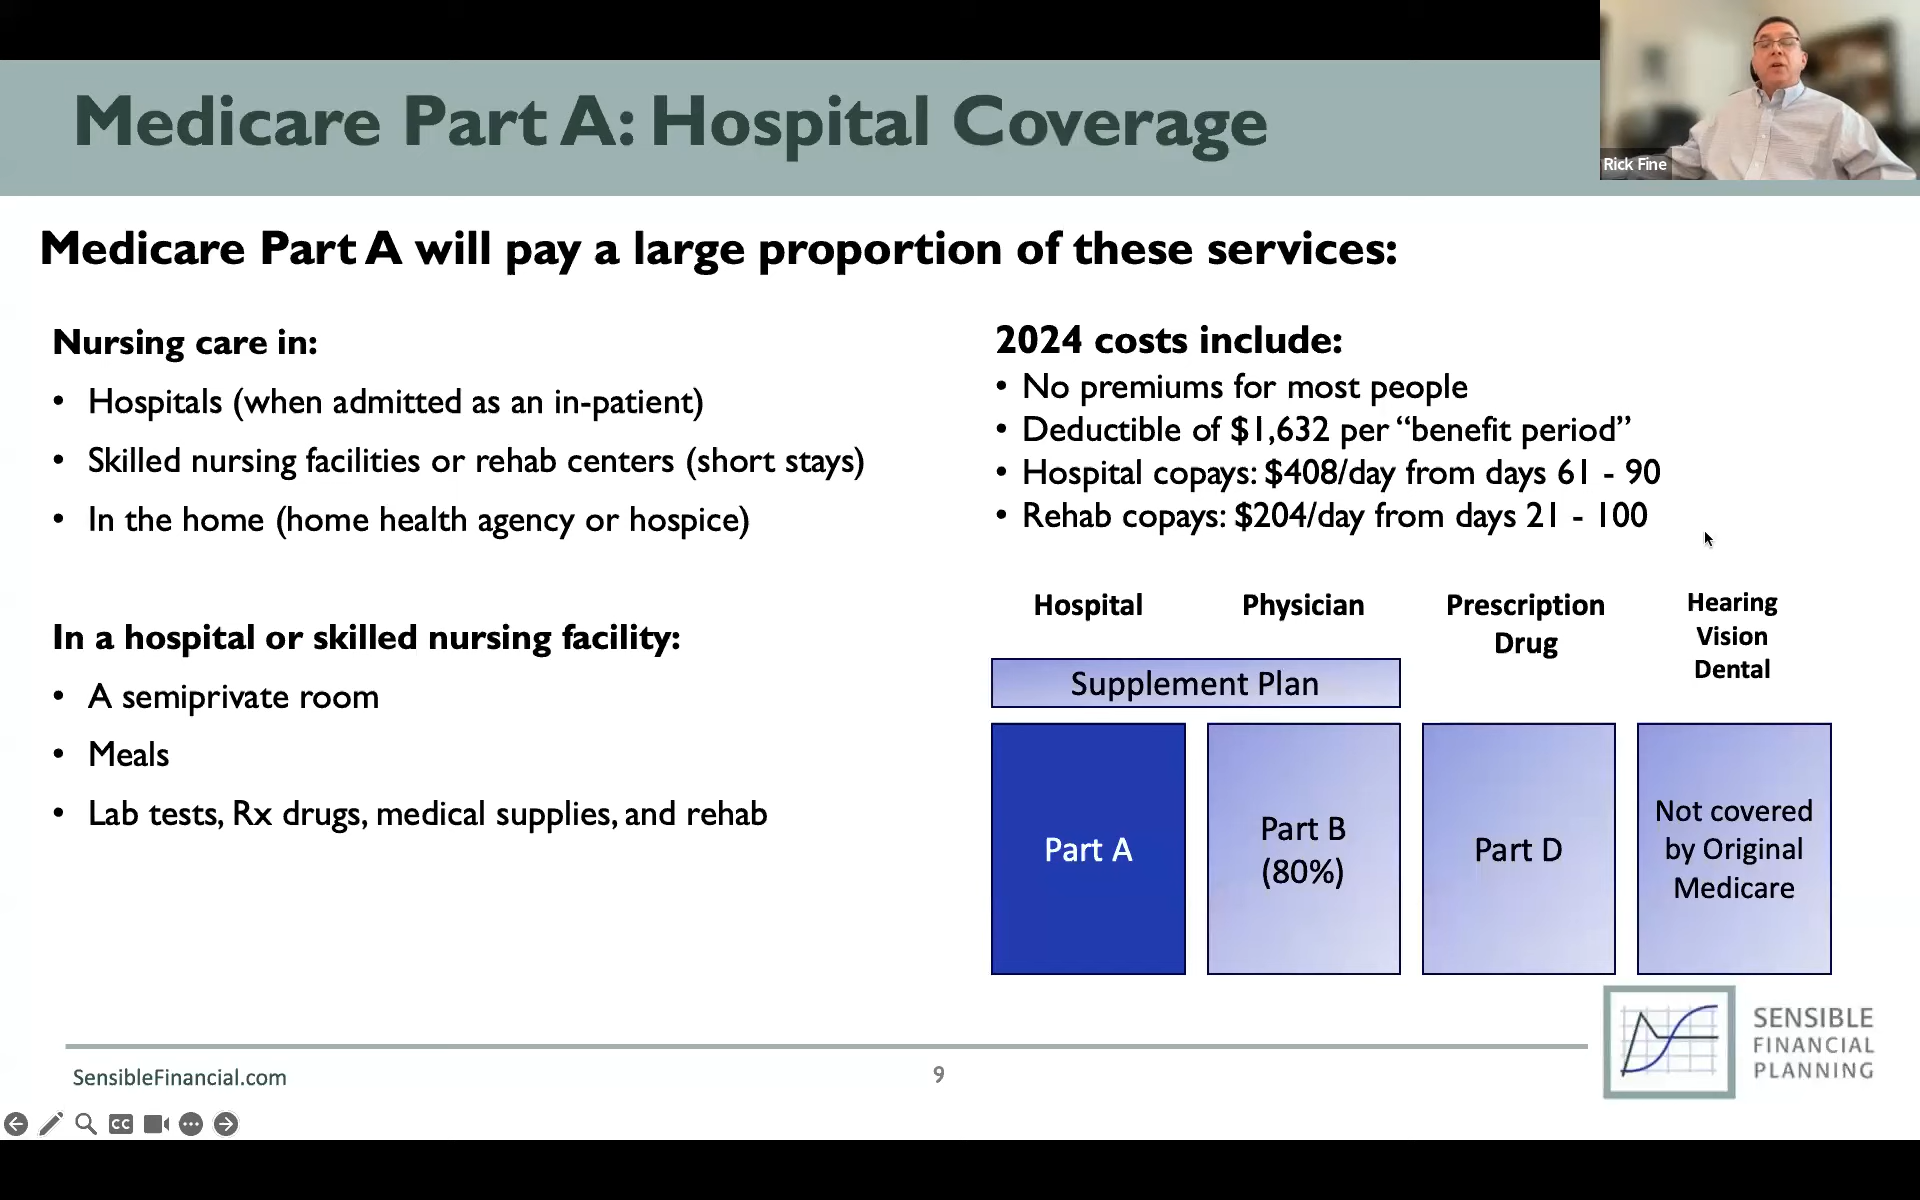 Medicare Part A: Hospital Coverage
Rick Fine
Medicare Part A will pay a large proportion of these services:
Nursing care in:
• Hospitals (when admitted as an in-patient)
• Skilled nursing facilities or rehab centers (short stays)
• In the home (home health agency or hospice)
In a hospital or skilled nursing facility:
• A semiprivate room
• Meals
• Lab tests, Rx drugs, medical supplies, and rehab
2024 costs include:
• No premiums for most people
• Deductible of $1,632 per “benefit period”
• Hospital copays: $408/day from days 61 - 90
• Rehab copays: $204/day from days 21 - 100
Hospital
Physician
Prescription
Drug
Hearing
Vision
Dental
Supplement Plan
Part A
Part B
(80%)
Part D
Not covered
by Original
Medicare
SensibleFinancial.com
9
SENSIBLE
FINANCIAL
PLANNING
CC